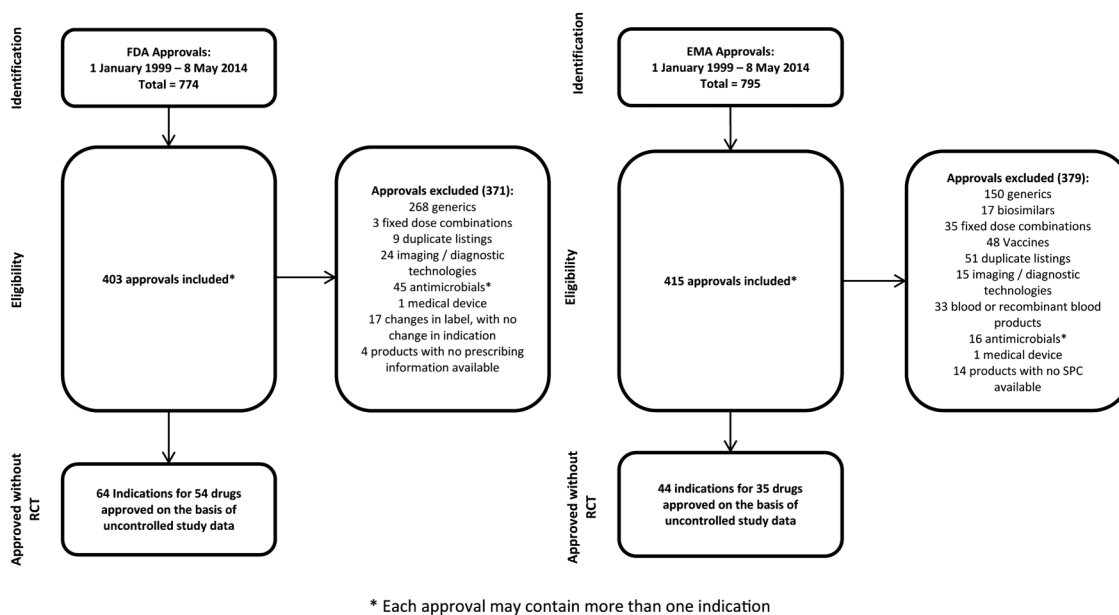 Identification
FDA Approvals:
1 January 1999 – 8 May 2014
Total = 774
Eligibility
403 approvals included*
Approvals excluded (371):
268 generics
3 fixed dose combinations
9 duplicate listings
24 imaging / diagnostic
technologies
45 antimicrobials*
1 medical device
17 changes in label, with no
change in indication
4 products with no prescribing
information available
Approved without
RCT
64 Indications for 54 drugs
approved on the basis of
uncontrolled study data
Identification
EMA Approvals:
1 January 1999 – 8 May 2014
Total = 795
Eligibility
415 approvals included*
Approvals excluded (379):
150 generics
17 biosimilars
35 fixed dose combinations
48 Vaccines
51 duplicate listings
15 imaging / diagnostic
technologies
33 blood or recombinant blood
products
16 antimicrobials*
1 medical device
14 products with no SPC
available
Approved without
RCT
44 indications for 35 drugs
approved on the basis of
uncontrolled study data
* Each approval may contain more than one indication